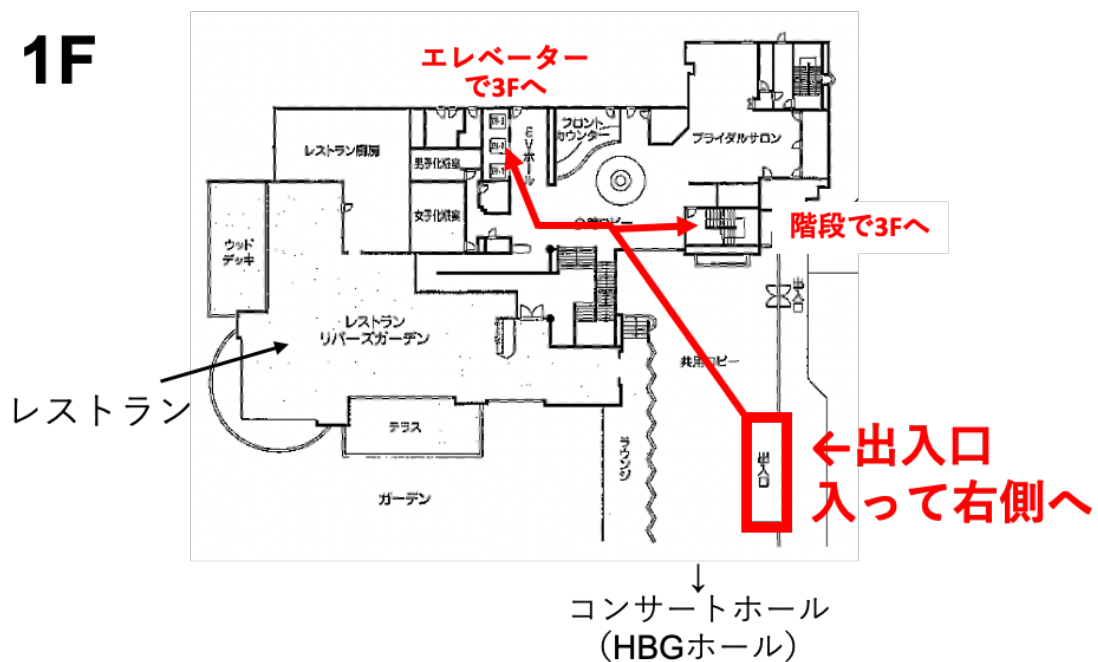 1F
エレベーター
で3Fへ
フロント
カウンター
EVホール
ブライダルサロン
レストラン厨房
男子化粧室
女子化粧室
階段で3Fへ
ウッド
デッキ
出入口
レストラン
リバーズガーデン
共用ロビー
レストラン
テラス
ラウンジ
出入口
←出入口
入って右側へ
ガーデン
↓
コンサートホール
（HBGホール）